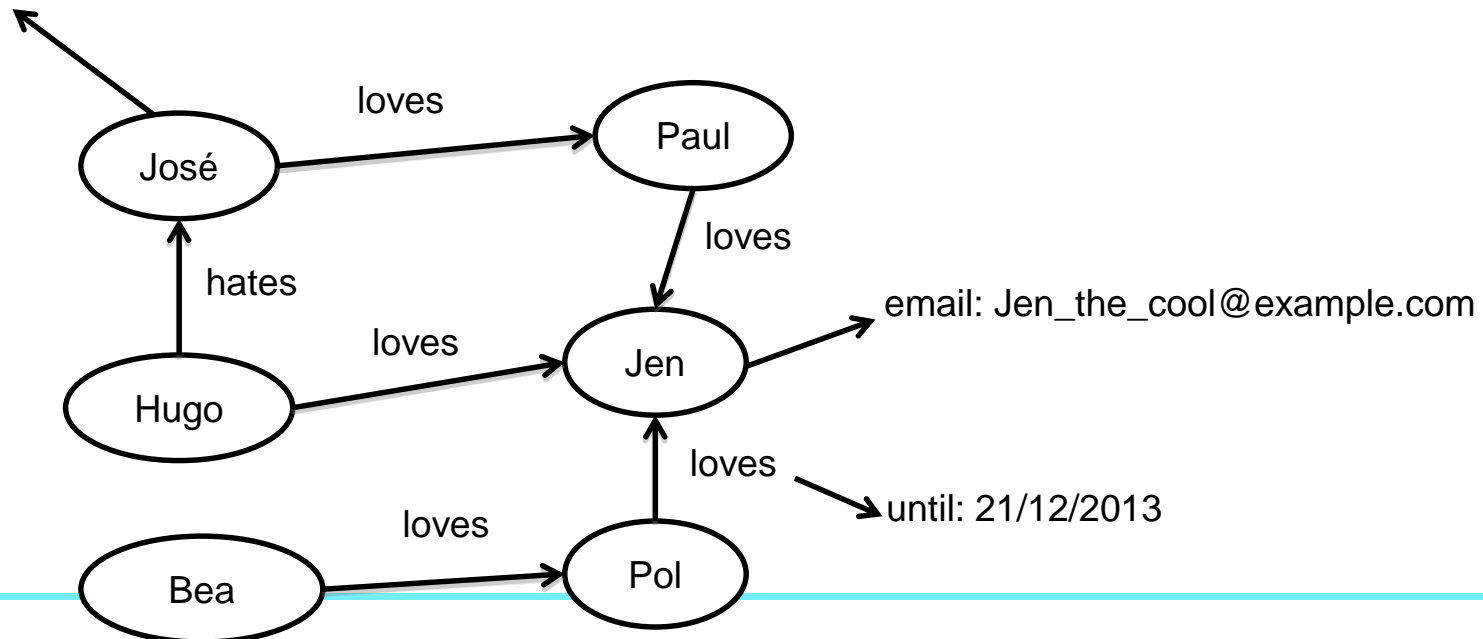 loves
Paul
José
loves
hates
email: Jen_the_cool@example.com
loves
Jen
Hugo
loves
until: 21/12/2013
loves
Pol
Bea